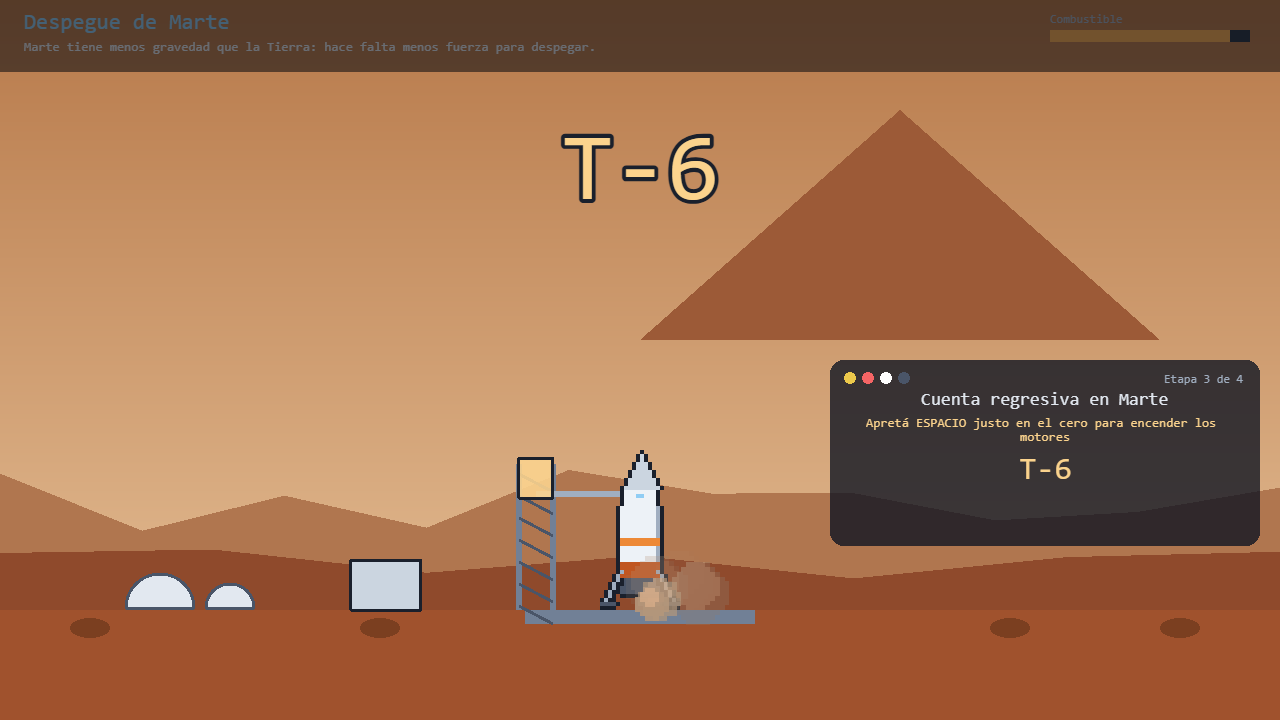 Despegue de Marte
Marte tiene menos gravedad que la Tierra: hace falta menos fuerza para despegar.
Combustible
T-6
Etapa 3 de 4
Cuenta regresiva en Marte
Apretá ESPACIO justo en el cero para encender los
motores
T-6